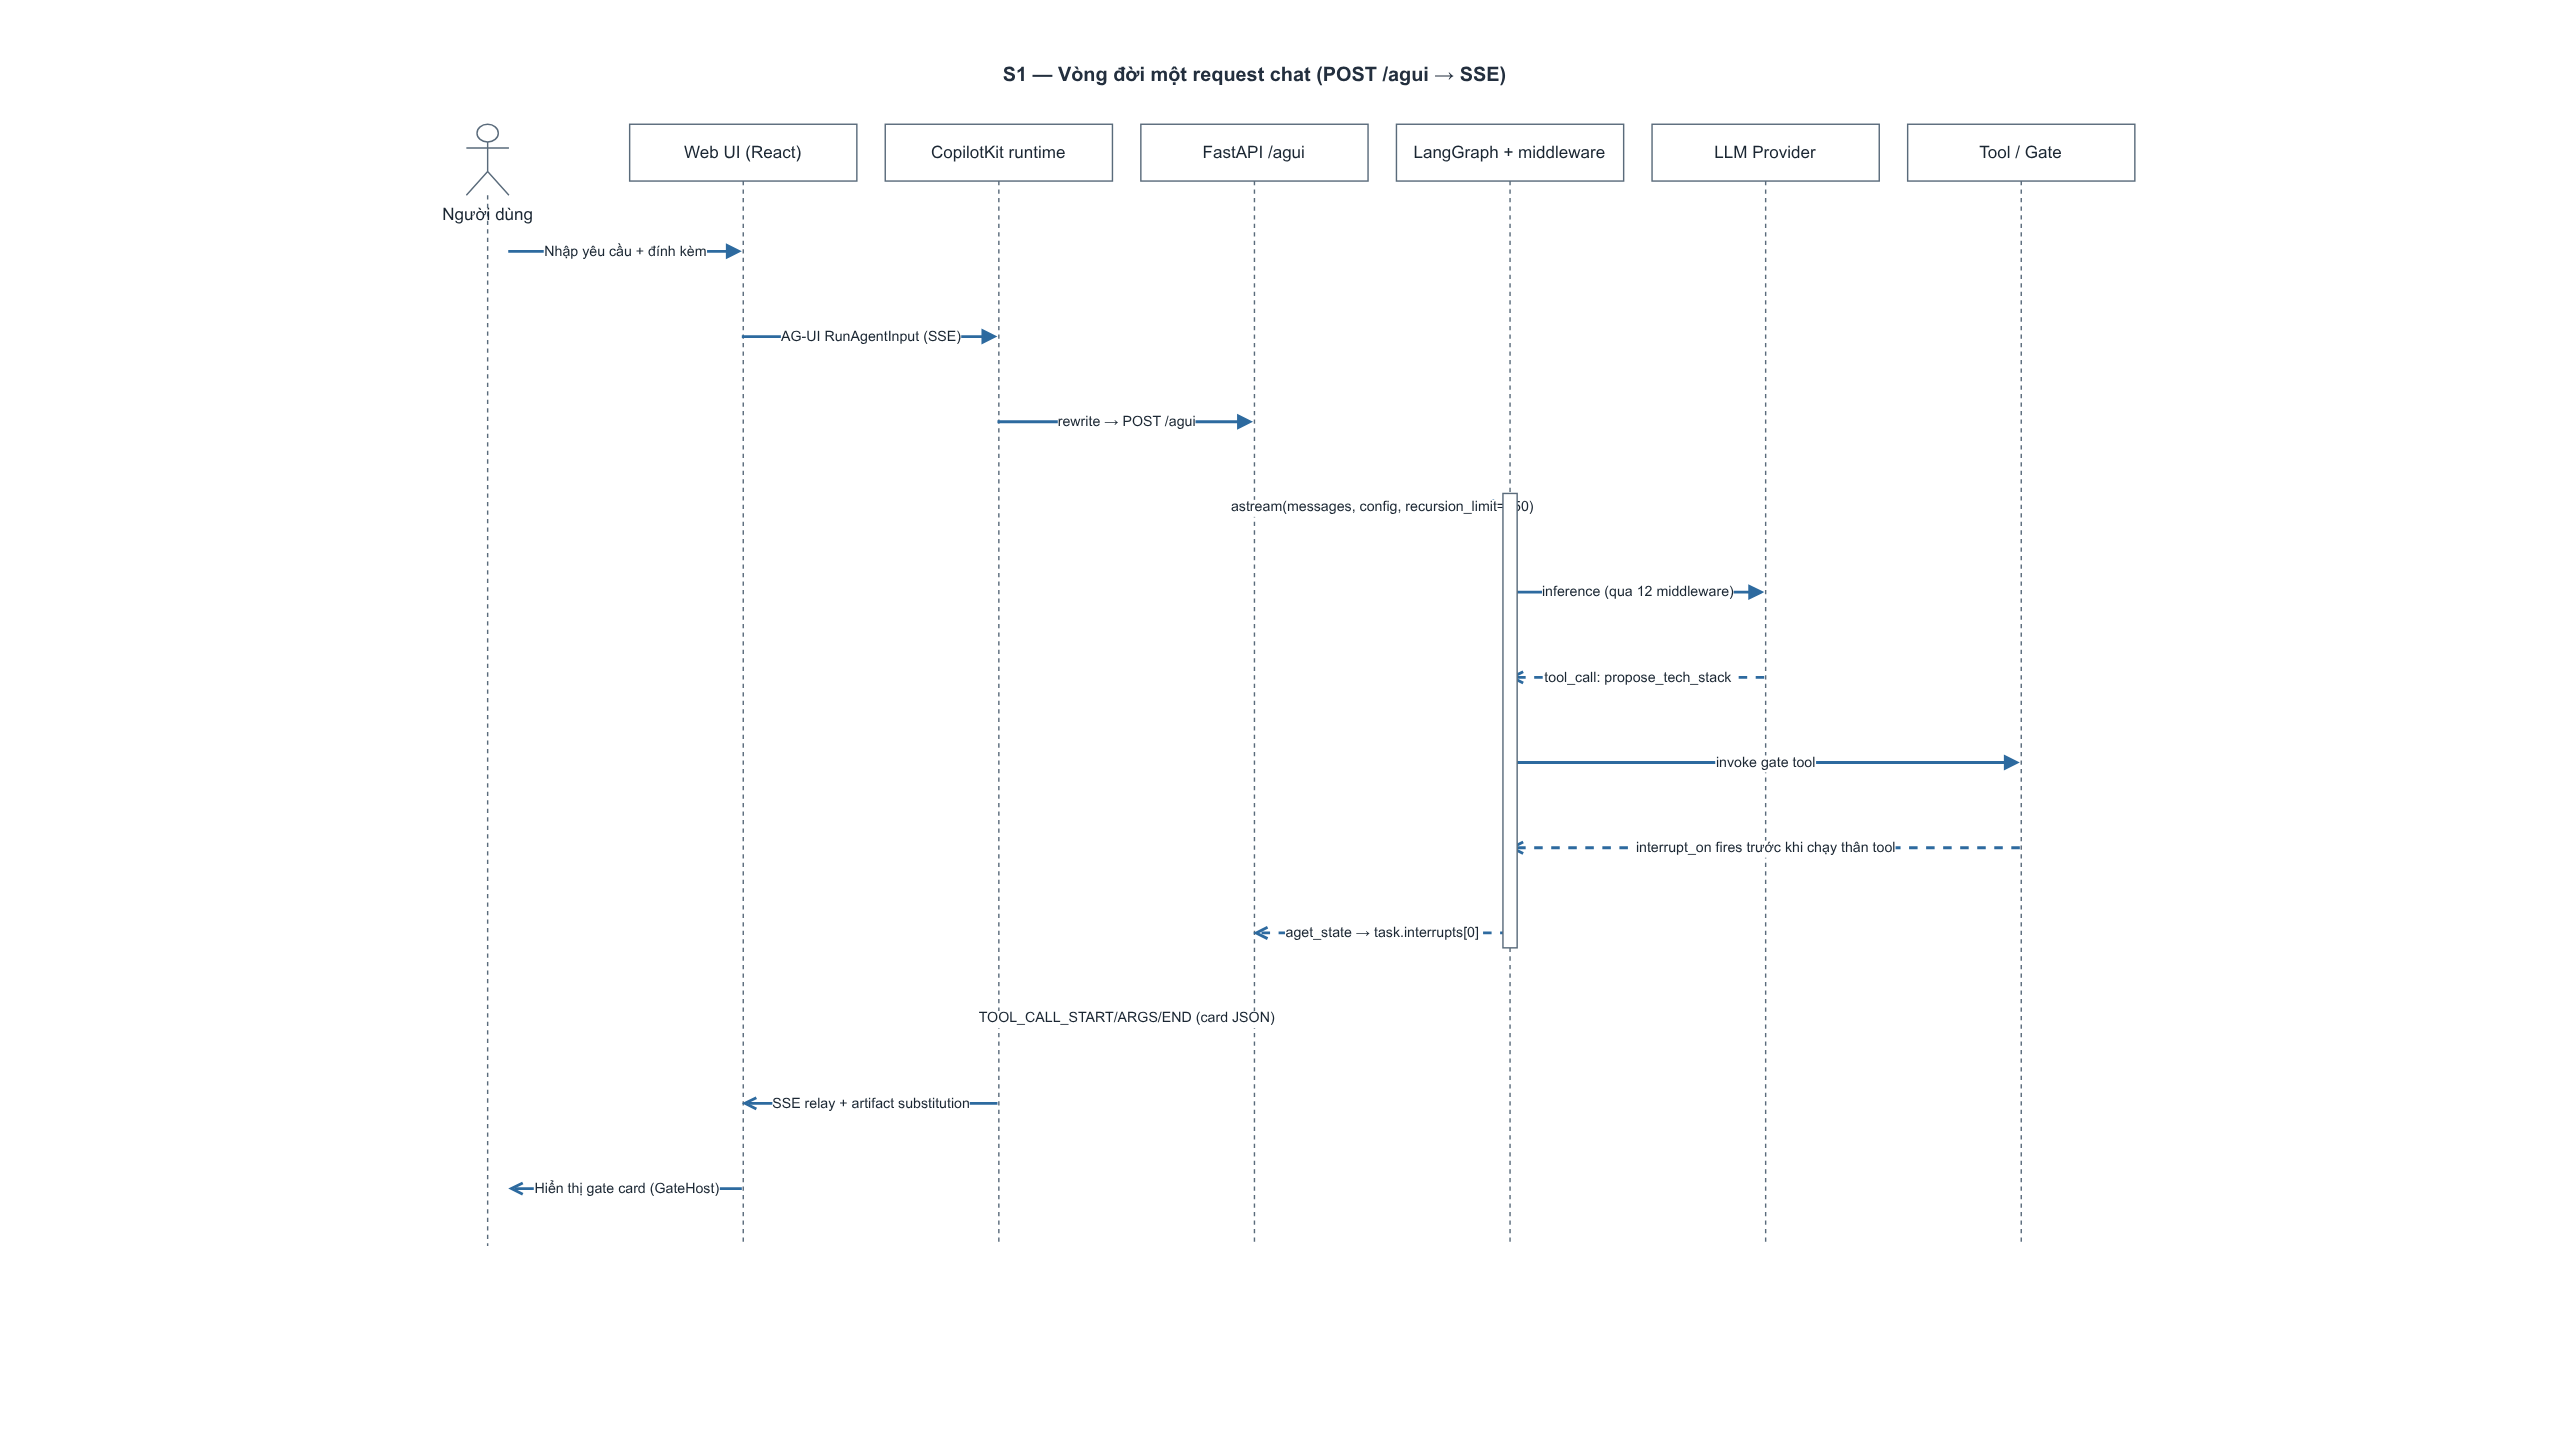 S1 — Vòng đời một request chat (POST /agui → SSE)
Người dùng
Web UI (React)
CopilotKit runtime
FastAPI /agui
LangGraph + middleware
LLM Provider
Tool / Gate
Nhập yêu cầu + đính kèm
AG-UI RunAgentInput (SSE)
rewrite → POST /agui
astream(messages, config, recursion_limit= 50)
inference (qua 12 middleware)
tool_call: propose_tech_stack
invoke gate tool
interrupt_on fires trước khi chạy thân tool
aget_state → task.interrupts[0]
TOOL_CALL_START/ARGS/END (card JSON)
SSE relay + artifact substitution
Hiển thị gate card (GateHost)